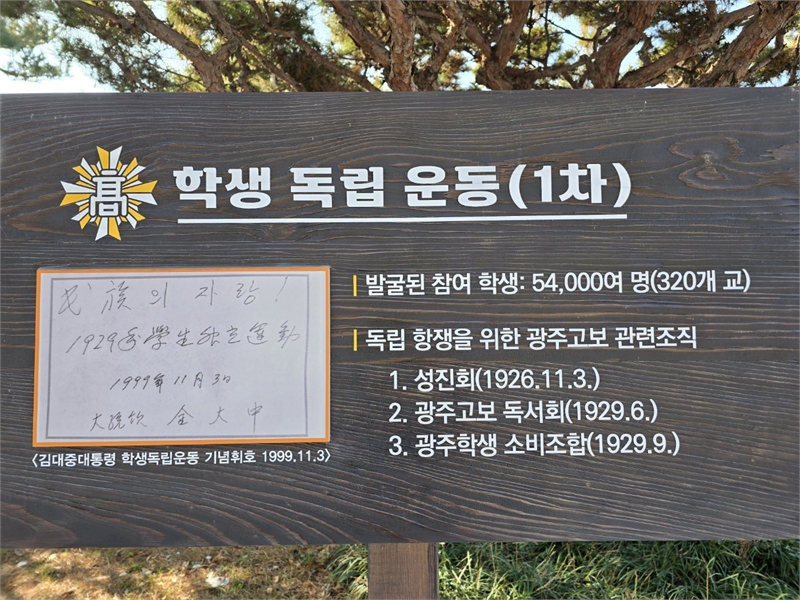 高
학생 독립 운동(1차)
民族의 자랑!
1929年學生独立運動
1999年 11月 3日
大統領 金大中
〈김대중대통령 학생독립운동 기념휘호 1999.11.3〉
발굴된 참여 학생: 54,000여 명(320개 교)
독립 항쟁을 위한 광주고보 관련조직
1. 성진회(1926.11.3.)
2. 광주고보 독서회(1929.6.)
3. 광주학생 소비조합(1929.9.)